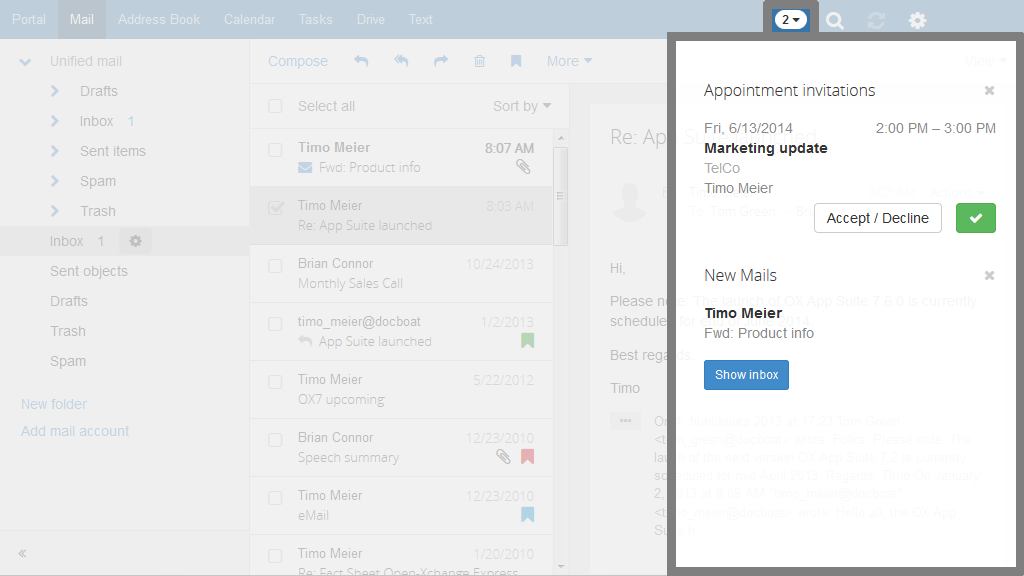 Portal Mail Address Book Calendar Tasks Drive Text 2
Unified mail
Drafts
Inbox 1
Sent items
Spam
Trash
Inbox 1
Sent objects
Drafts
Trash
Spam
New folder
Add mail account
«
Compose More View
Select all Sort by
Timo Meier 8:07 AM
Fwd: Product info
Timo Meier 8:03 AM
Re: App Suite launched
Brian Connor 10/24/2013
Monthly Sales Call
timo_meier@docboat 1/2/2013
App Suite launched
Timo Meier 5/22/2012
OX7 upcoming
Brian Connor 12/23/2010
Speech summary
Timo Meier 12/23/2010
eMail
Timo Meier 1/20/2010
Re: Fact Sheet Open-Xchange Express
Re: App Suite launched
To: Tom Green
Hi,
Please note: The launch of OX App Suite 7.6.0 is currently
schedule
Best regards,
Timo
Appointment invitations ×
Fri, 6/13/2014 2:00 PM – 3:00 PM
Marketing update
TelCo
Timo Meier
Accept / Decline
New Mails ×
Timo Meier
Fwd: Product info
Show inbox